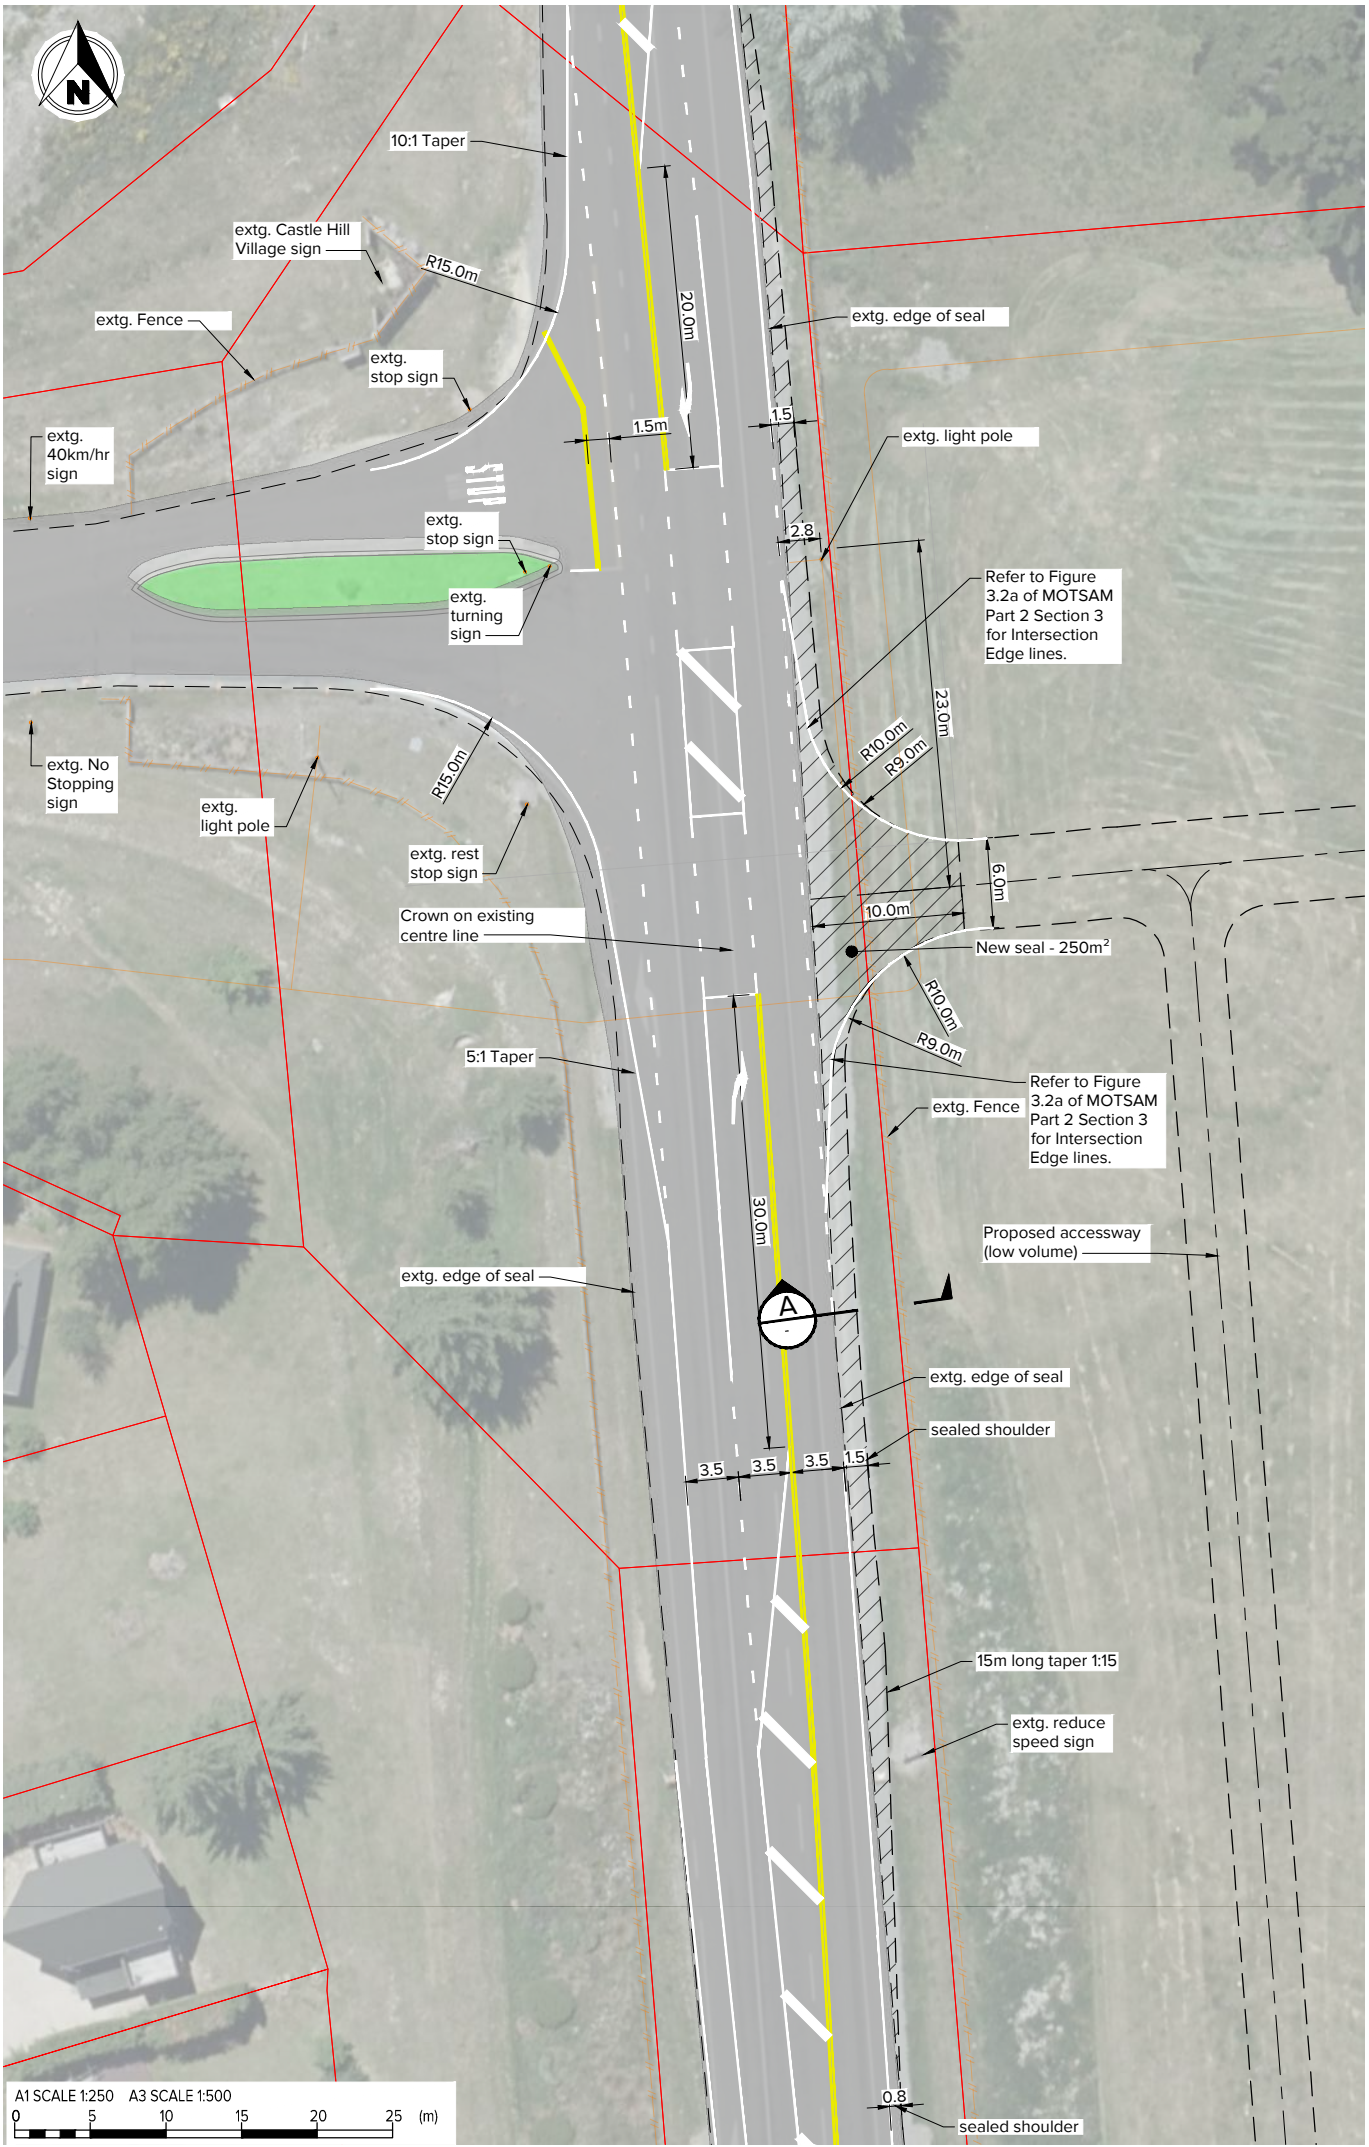 N
10:1 Taper
extg. Castle Hill
Village sign
R15.0m
extg. Fence
20.0m
extg. edge of seal
extg.
stop sign
1.5m
1.5
extg.
40km/hr
sign
extg. light pole
STOP
extg.
stop sign
2.8
Refer to Figure
3.2a of MOTSAM
Part 2 Section 3
for Intersection
Edge lines.
extg.
turning
sign
23.0m
R10.0m
R9.0m
R15.0m
extg. No
Stopping
sign
extg.
light pole
extg. rest
stop sign
6.0m
10.0m
Crown on existing
centre line
New seal - 250m²
R10.0m
R9.0m
5:1 Taper
Refer to Figure
3.2a of MOTSAM
Part 2 Section 3
for Intersection
Edge lines.
extg. Fence
30.0m
Proposed accessway
(low volume)
extg. edge of seal
A
-
extg. edge of seal
sealed shoulder
3.5
3.5
3.5
1.5
15m long taper 1:15
extg. reduce
speed sign
A1 SCALE 1:250 A3 SCALE 1:500
0 5 10 15 20 25 (m)
0.8
sealed shoulder